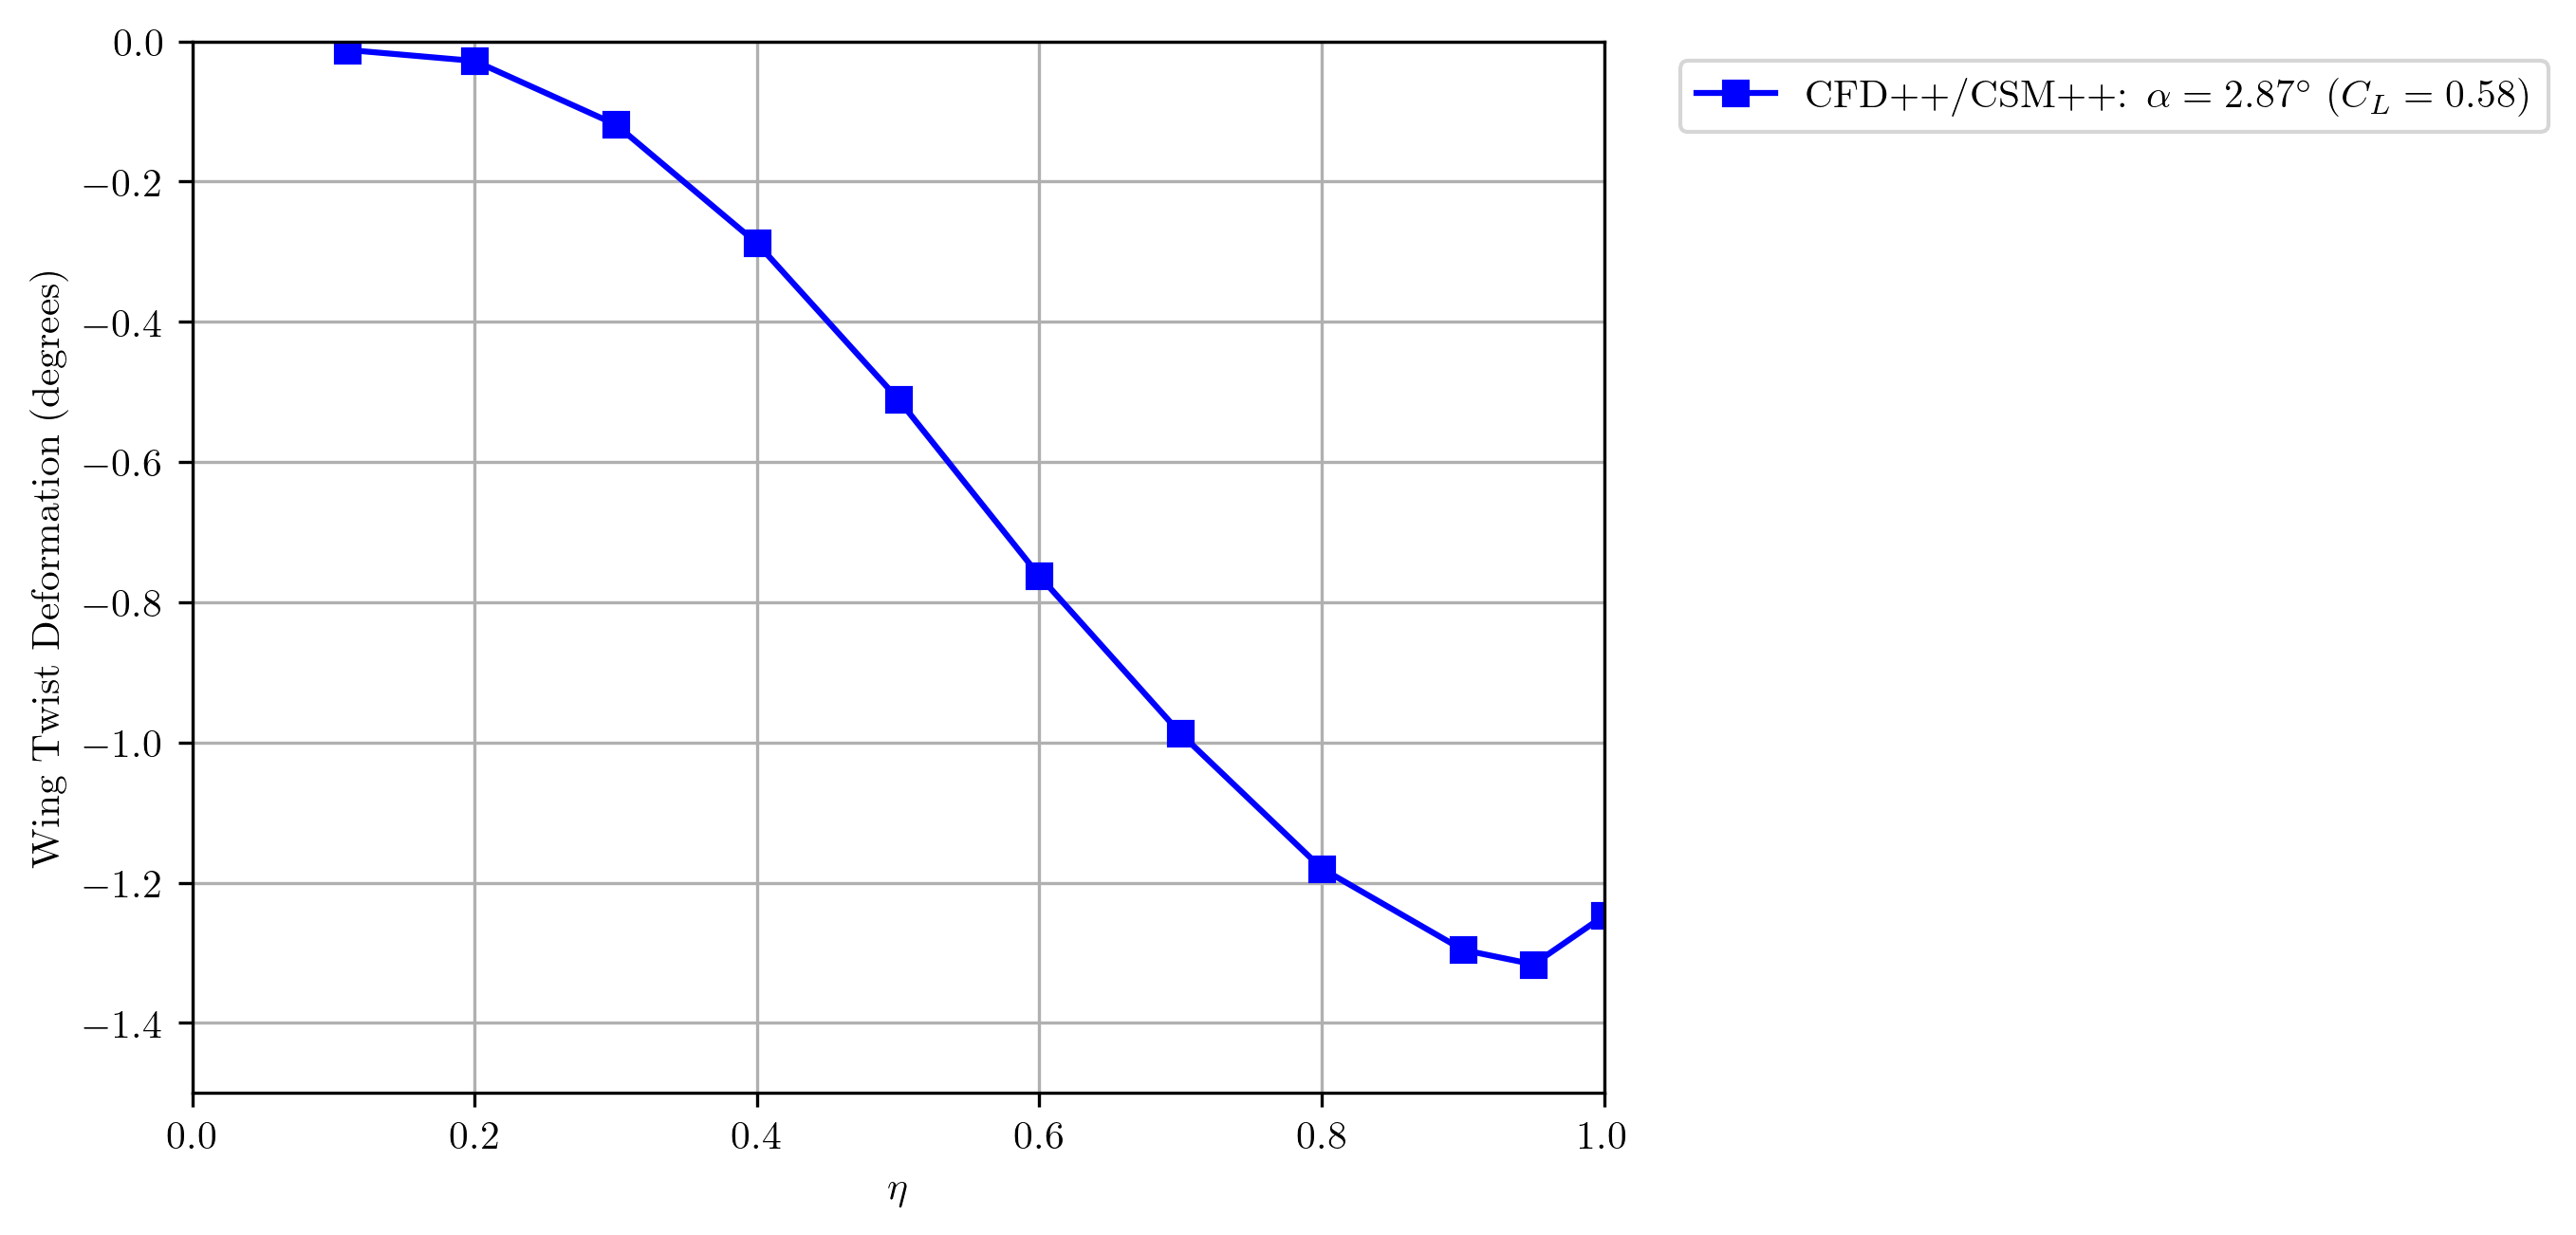 CFD++/CSM++: α = 2.87° (C_L = 0.58)
Wing Twist Deformation (degrees)
0.0
−0.2
−0.4
−0.6
−0.8
−1.0
−1.2
−1.4
0.0 0.2 0.4 0.6 0.8 1.0
η